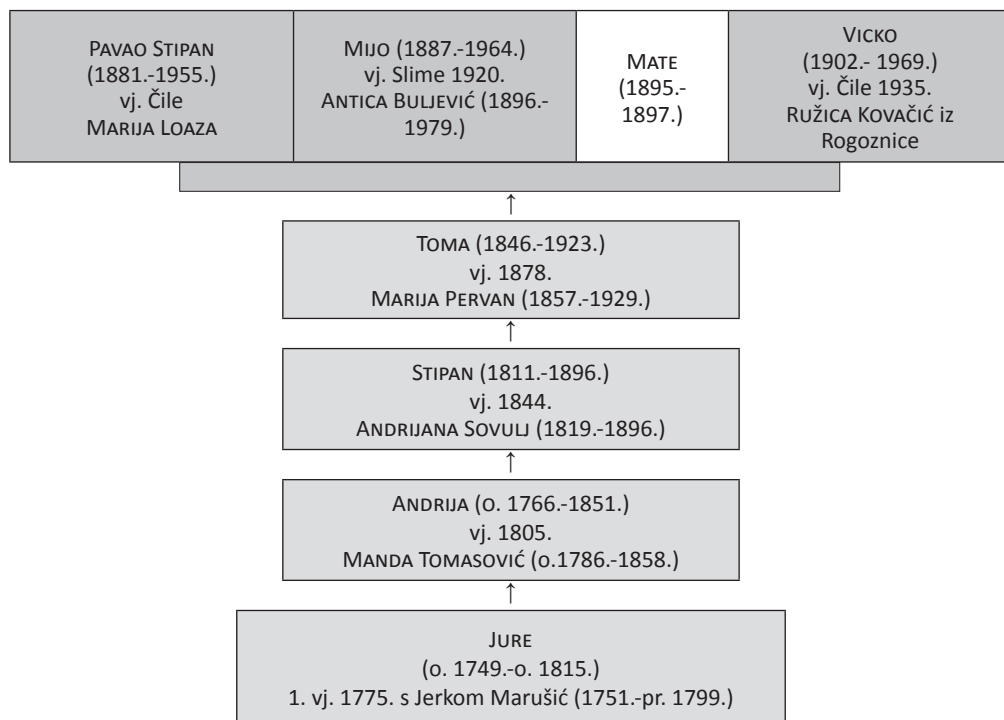 Pavao Stipan
(1881.-1955.)
vj. Čile
Marija Loaza
Mijo (1887.-1964.)
vj. Slime 1920.
Antica Buljević (1896.-
1979.)
Mate
(1895.-
1897.)
Vicko
(1902.- 1969.)
vj. Čile 1935.
Ružica Kovačić iz
Rogoznice
↑
Toma (1846.-1923.)
vj. 1878.
Marija Pervan (1857.-1929.)
↑
Stipan (1811.-1896.)
vj. 1844.
Andrijana Sovulj (1819.-1896.)
↑
Andrija (o. 1766.-1851.)
vj. 1805.
Manda Tomasović (o.1786.-1858.)
↑
Jure
(o. 1749.-o. 1815.)
1. vj. 1775. s Jerkom Marušić (1751.-pr. 1799.)